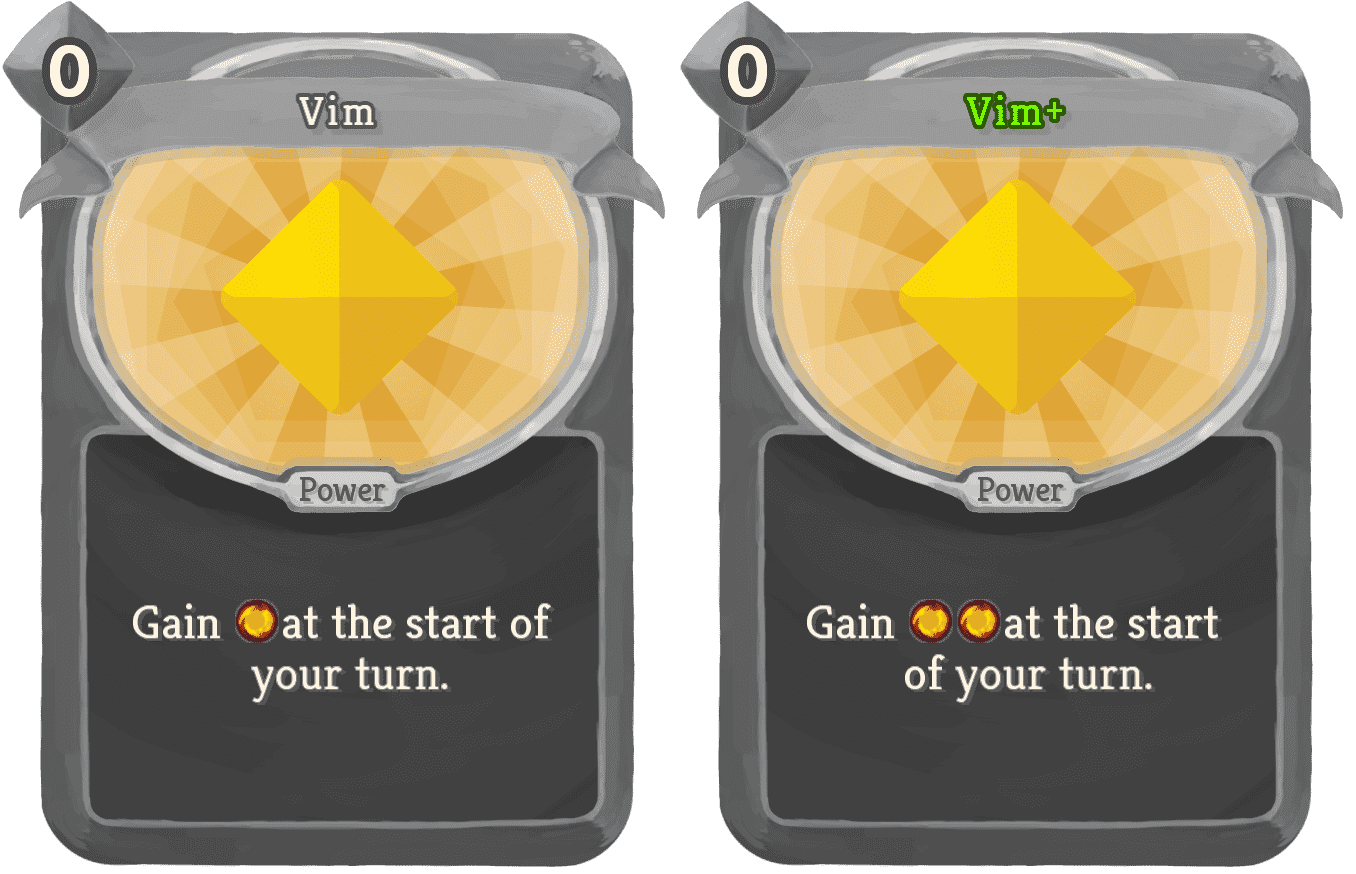 0
Vim
Power
Gain at the start of
your turn.
0
Vim+
Power
Gain at the start
of your turn.